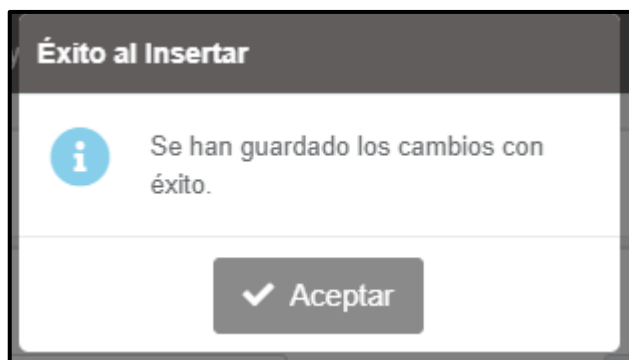 Éxito al Insertar
Se han guardado los cambios con
éxito.
Aceptar